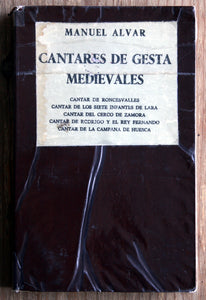 MANUEL ALVAR
CANTARES DE GESTA
MEDIEVALES
CANTAR DE RONCESVALLES
CANTAR DE LOS SIETE INFANTES DE LARA
CANTAR DEL CERCO DE ZAMORA
CANTAR DE RODRIGO Y EL REY FERNANDO
CANTAR DE LA CAMPANA DE HUESCA